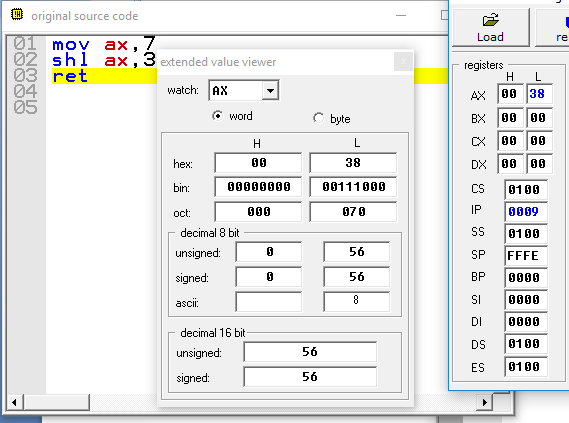 original source code
01 mov ax,7
02 shl ax,3
03 ret
04
05
extended value viewer
watch: AX
word byte
H L
hex: 00 38
bin: 00000000 00111000
oct: 000 070
decimal 8 bit
unsigned: 0 56
signed: 0 56
ascii: 8
decimal 16 bit
unsigned: 56
signed: 56
Load re
registers
H L
AX 00 38
BX 00 00
CX 00 00
DX 00 00
CS 0100
IP 0009
SS 0100
SP FFFE
BP 0000
SI 0000
DI 0000
DS 0100
ES 0100